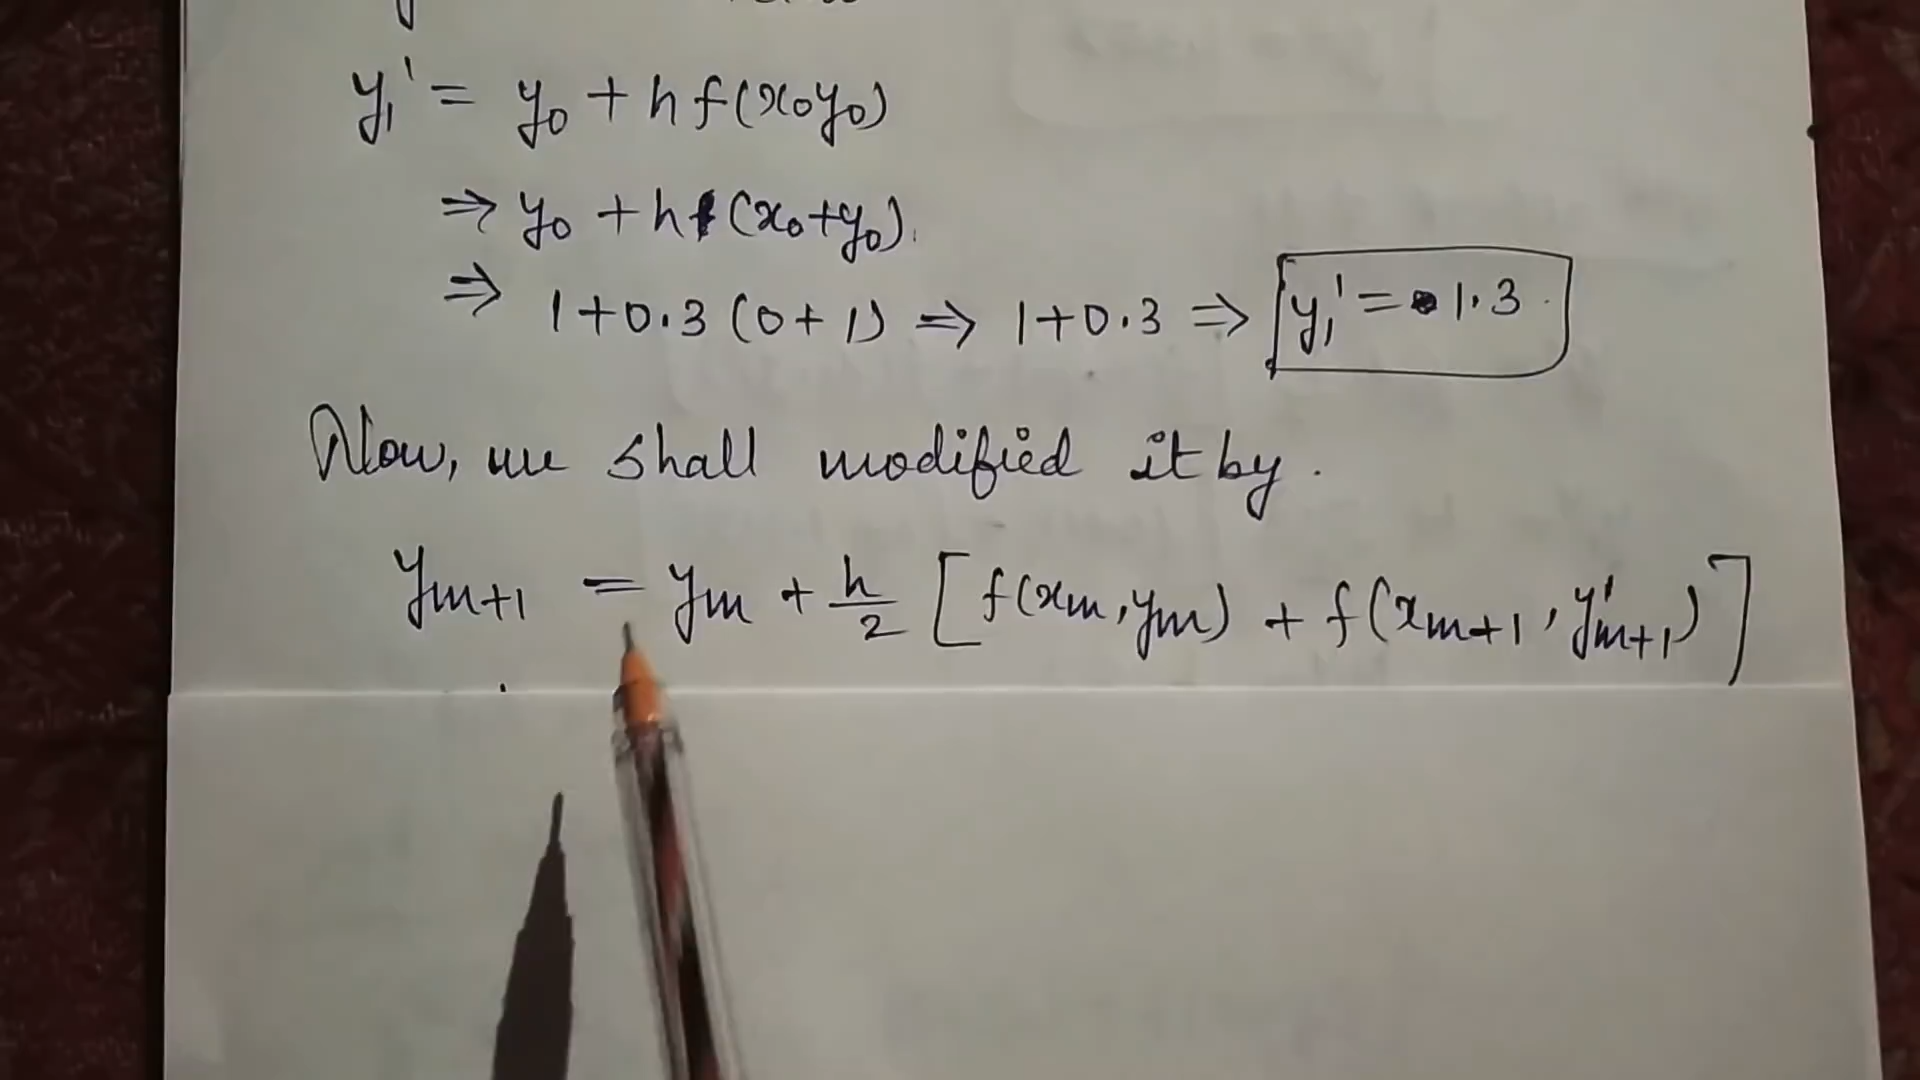 y₁' = y₀ + h f(x₀y₀)
⇒ y₀ + h (x₀+y₀).
⇒ 1+0.3 (0+1) ⇒ 1+0.3 ⇒ y₁' = 1.3
Now, we shall modified it by.
yₘ₊₁ = yₘ + h/2 [f(xₘ, yₘ) + f(xₘ₊₁, y'ₘ₊₁)]